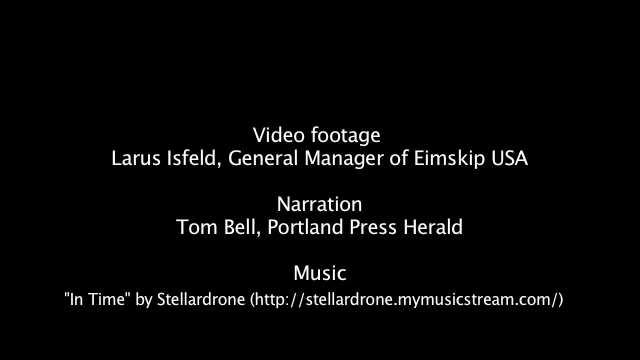 Video footage
Larus Isfeld, General Manager of Eimskip USA
Narration
Tom Bell, Portland Press Herald
Music
"In Time" by Stellardrone (http://stellardrone.mymusicstream.com/)